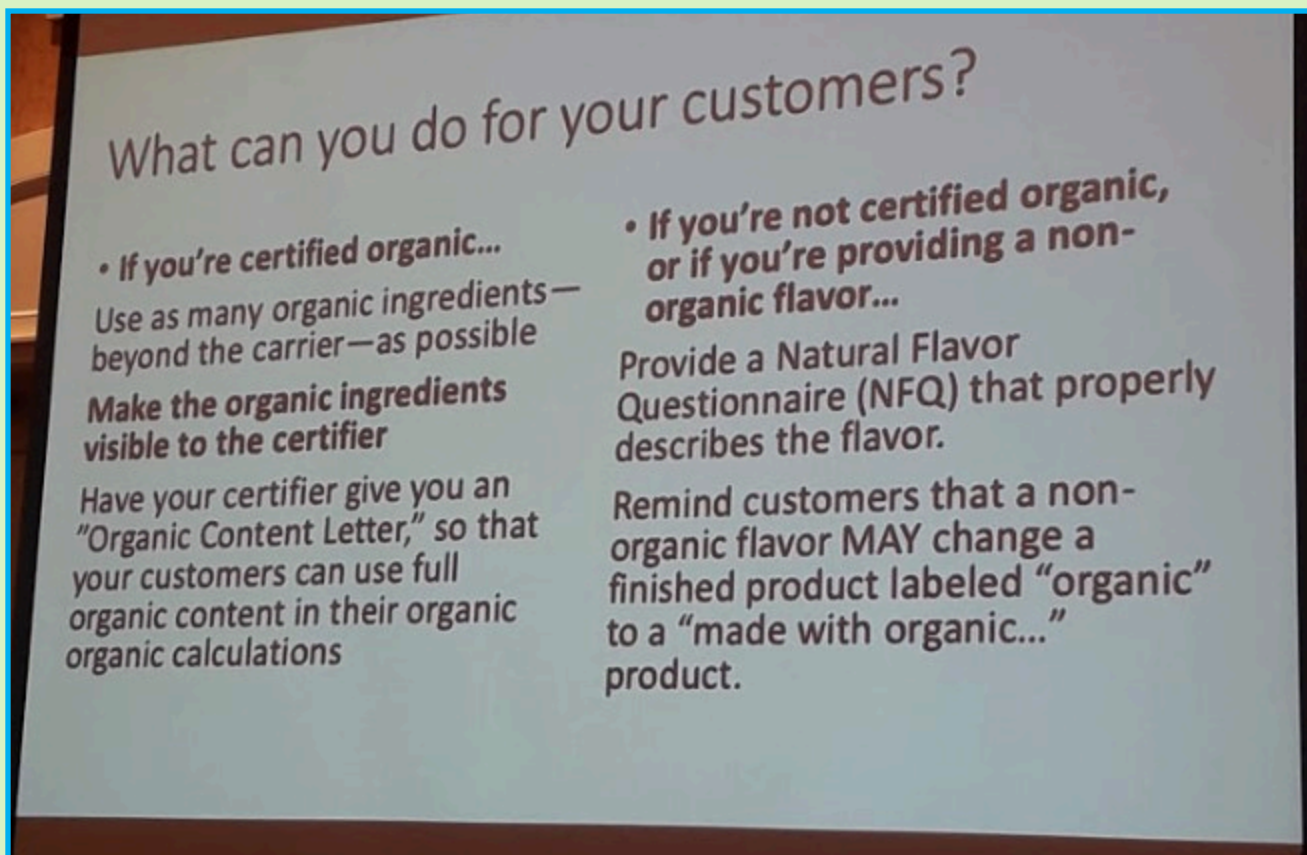 What can you do for your customers?
• If you're certified organic...
Use as many organic ingredients—
beyond the carrier—as possible
Make the organic ingredients
visible to the certifier
Have your certifier give you an
"Organic Content Letter," so that
your customers can use full
organic content in their organic
organic calculations
• If you're not certified organic,
or if you're providing a non-
organic flavor...
Provide a Natural Flavor
Questionnaire (NFQ) that properly
describes the flavor.
Remind customers that a non-
organic flavor MAY change a
finished product labeled "organic"
to a "made with organic..."
product.